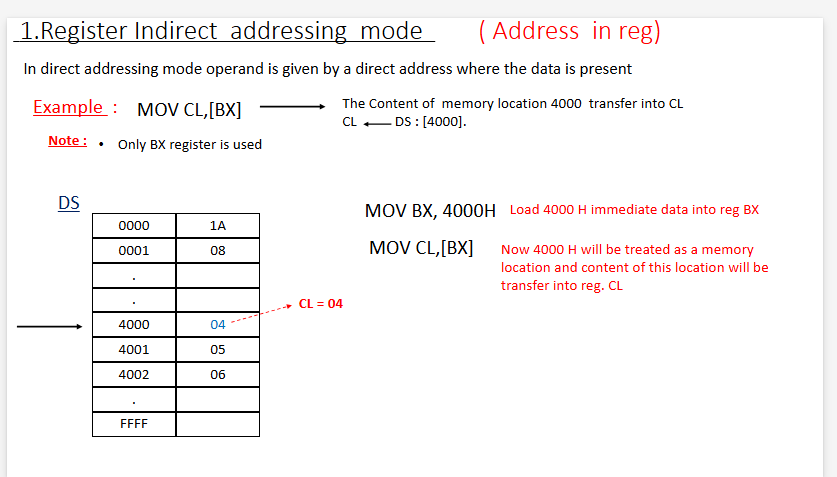 1.Register Indirect addressing mode ( Address in reg)
In direct addressing mode operand is given by a direct address where the data is present
Example : MOV CL,[BX] The Content of memory location 4000 transfer into CL
CL DS : [4000].
Note : • Only BX register is used
DS
MOV BX, 4000H Load 4000 H immediate data into reg BX
MOV CL,[BX] Now 4000 H will be treated as a memory
location and content of this location will be
transfer into reg. CL
0000 1A
0001 08
.
.
4000 04
CL = 04
4001 05
4002 06
.
FFFF